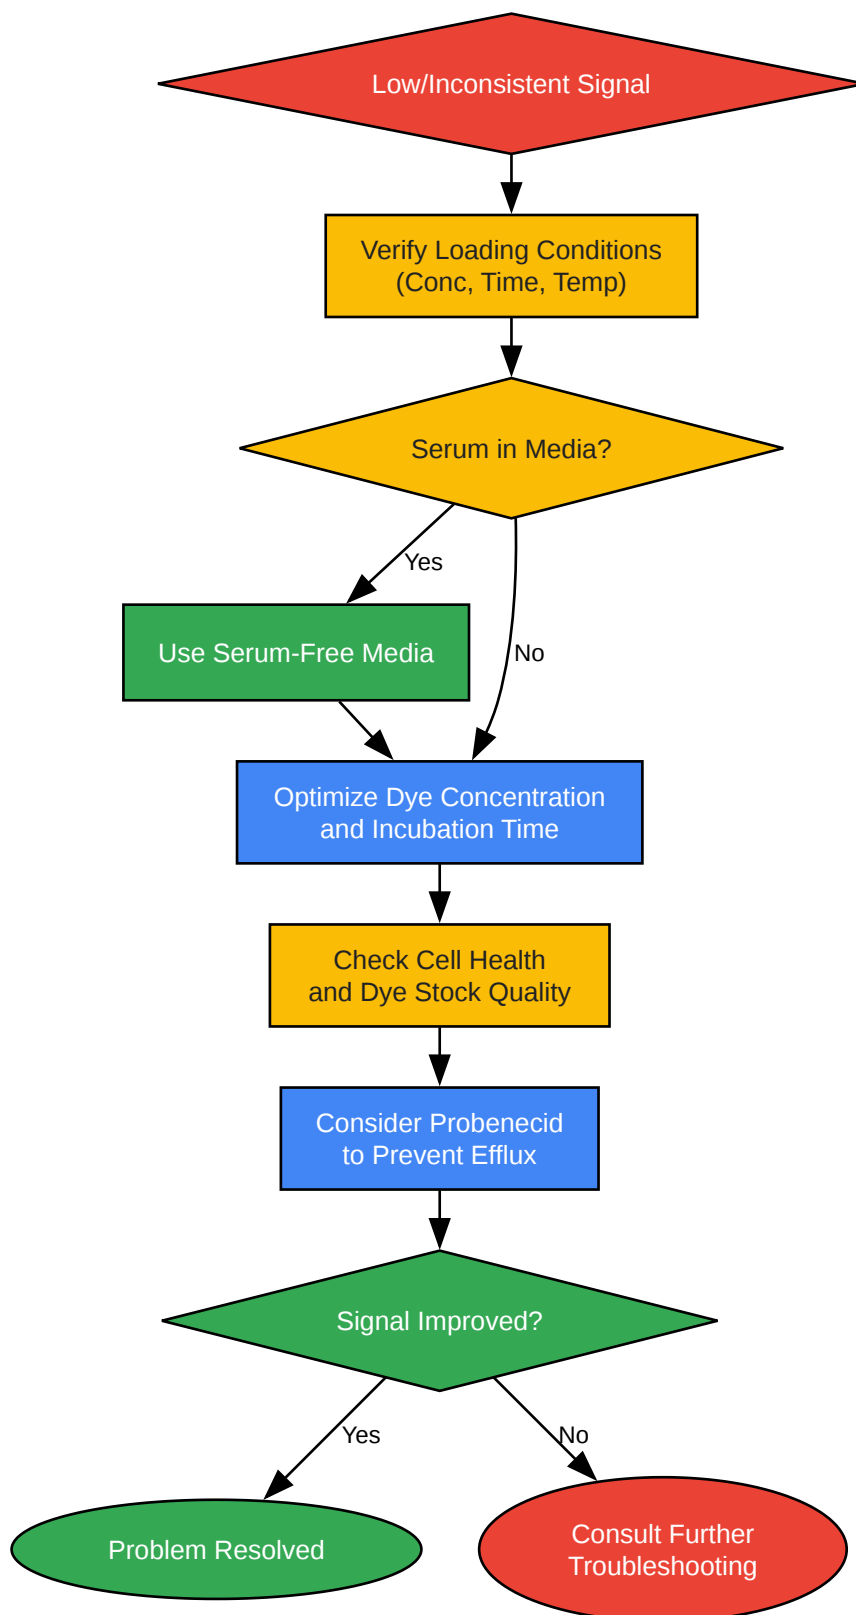 Low/Inconsistent Signal
Verify Loading Conditions
(Conc, Time, Temp)
Serum in Media?
Yes
Use Serum-Free Media
No
Optimize Dye Concentration
and Incubation Time
Check Cell Health
and Dye Stock Quality
Consider Probenecid
to Prevent Efflux
Signal Improved?
Yes
No
Problem Resolved
Consult Further
Troubleshooting